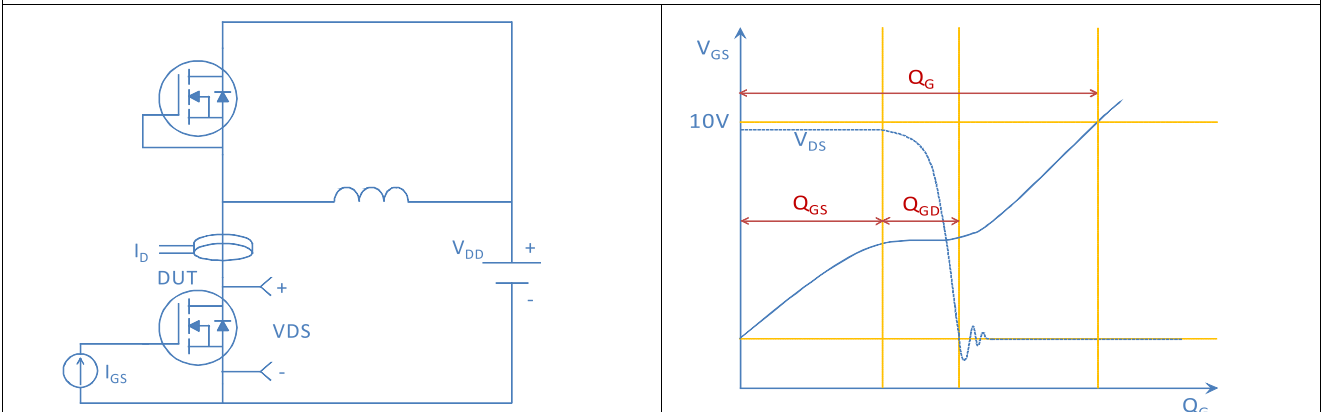 I_D
DUT
+
VDS
-
I_GS
V_DD
+
-
V_GS
Q_G
10V
V_DS
Q_GS
Q_GD
Q_G